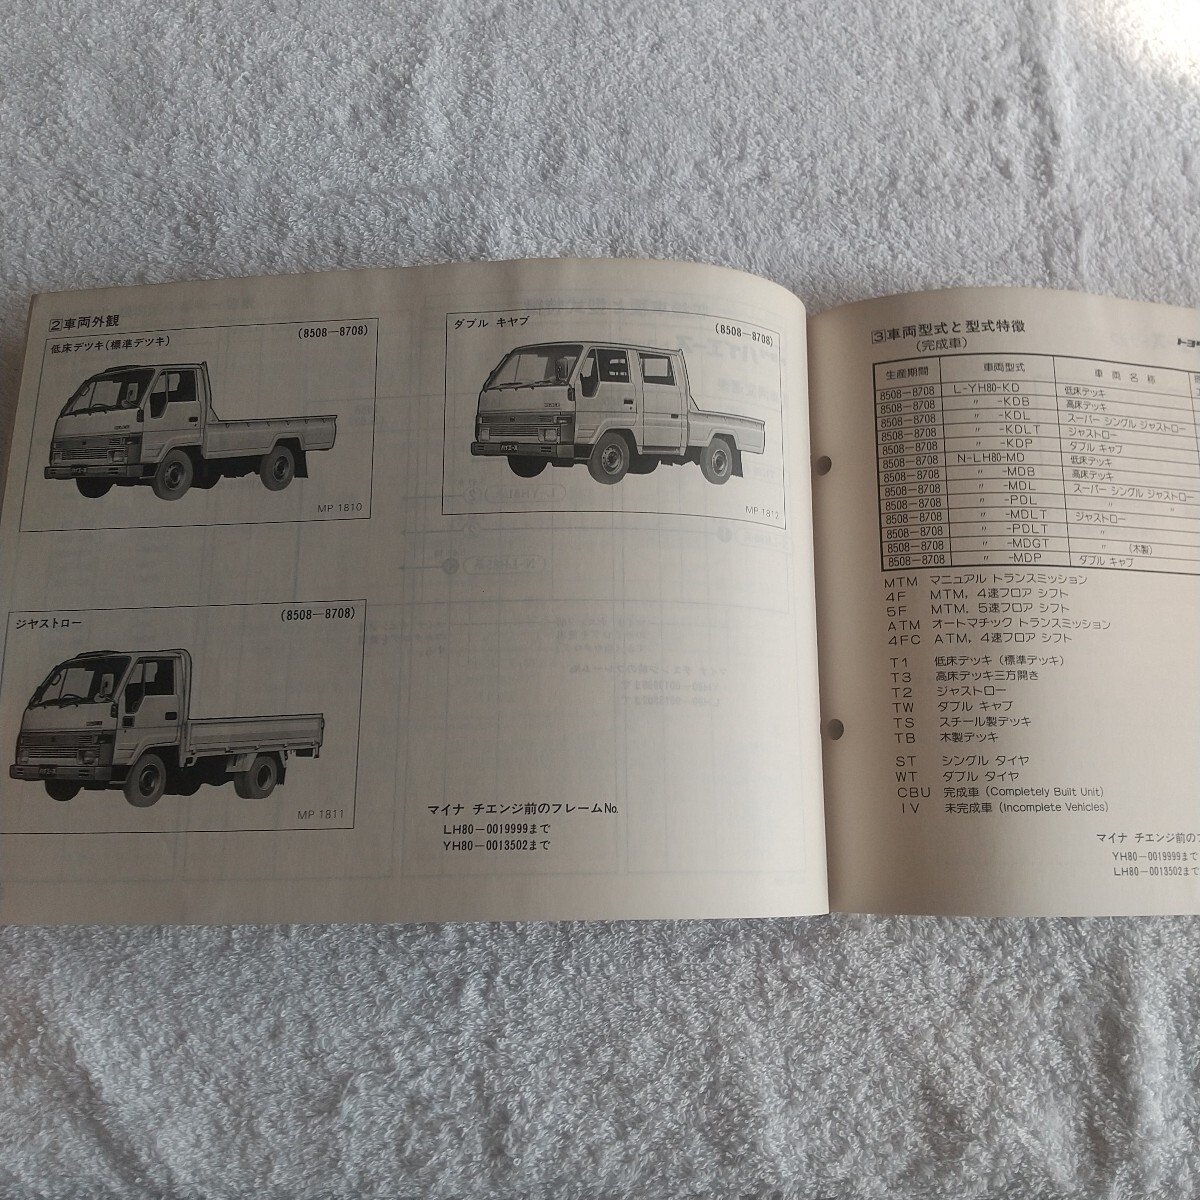 2 車両外観
低床デツキ(標準デツキ)
(8508—8708)
MP 1810
ダブル キヤブ
(8508—8708)
MP 1812
ジヤストロー
(8508—8708)
MP 1811
マイナ チエンジ前のフレームNo.
LH80—0019999まで
YH80—0013502まで
3 車両型式と型式特徴
(完成車)
トヨ
生産期間 車両型式 車両名称
8508—8708 L-YH80-KD 低床デッキ
8508—8708 〃 -KDB 高床デッキ
8508—8708 〃 -KDL スーパー シングル ジャストロー
8508—8708 〃 -KDLT ジャストロー
8508—8708 〃 -KDP ダブル キャブ
8508—8708 N-LH80-MD 低床デッキ
8508—8708 〃 -MDB 高床デッキ
8508—8708 〃 -MDL スーパー シングル ジャストロー
8508—8708 〃 -PDL 〃 〃
8508—8708 〃 -MDLT ジャストロー
8508—8708 〃 -PDLT 〃
8508—8708 〃 -MDGT 〃 (木製)
8508—8708 〃 -MDP ダブル キャブ
MTM マニュアル トランスミッション
4F MTM, 4速フロア シフト
5F MTM, 5速フロア シフト
ATM オートマチック トランスミッション
4FC ATM, 4速フロア シフト
T1 低床デッキ(標準デッキ)
T3 高床デッキ三方開き
T2 ジャストロー
TW ダブル キャブ
TS スチール製デッキ
TB 木製デッキ
ST シングル タイヤ
WT ダブル タイヤ
CBU 完成車(Completely Built Unit)
IV 未完成車(Incomplete Vehicles)
マイナ チエンジ前のフ
YH80—0019999まで
LH80—0013502まで